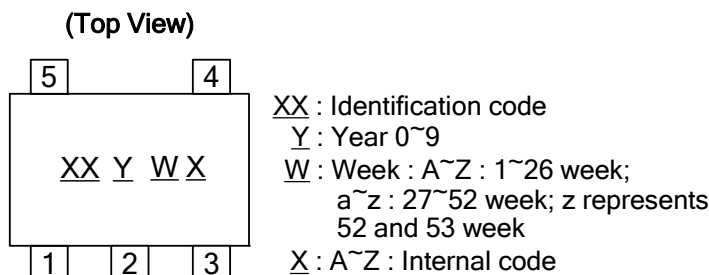 (Top View)
5 4
XX Y W X
1 2 3
XX : Identification code
Y : Year 0~9
W : Week : A~Z : 1~26 week;
a~z : 27~52 week; z represents
52 and 53 week
X : A~Z : Internal code